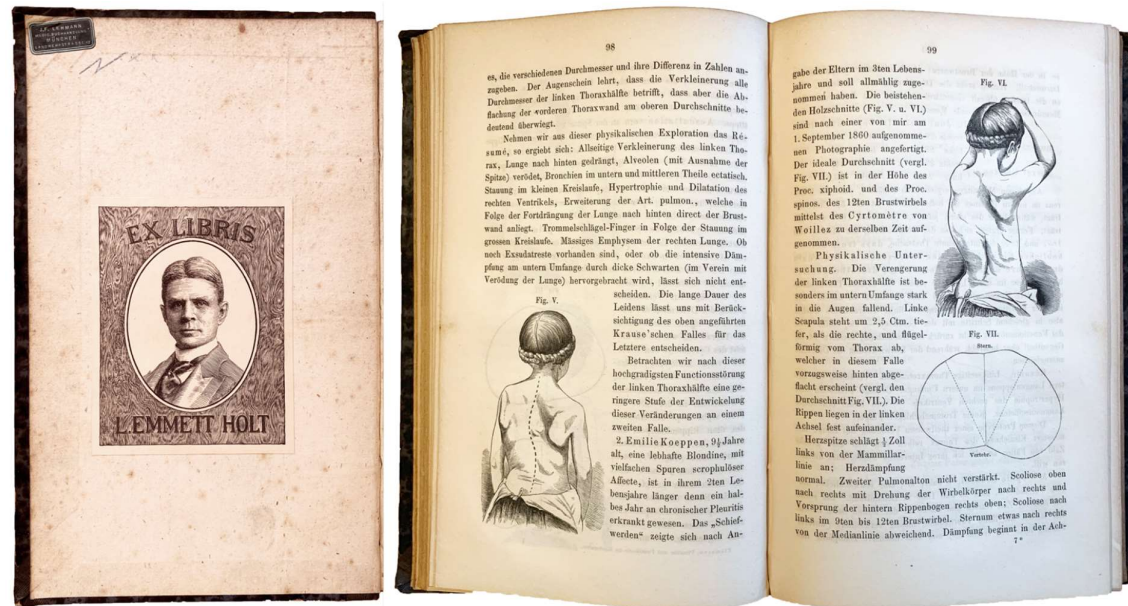 MÜNCHEN
EX LIBRIS
L. EMMETT HOLT
98
es, die verschiedenen Durchmesser und ihre Differenz in Zahlen an-
zugeben. Der Augenschein lehrt, dass die Verkleinerung alle
Durchmesser der linken Thoraxhälfte betrifft, dass aber die Ab-
flachung der vorderen Thoraxwand am oberen Durchschnitte be-
deutend überwiegt.
Nehmen wir aus dieser physikalischen Exploration das Ré-
sumé, so ergiebt sich: Allseitige Verkleinerung des linken Tho-
rax, Lunge nach hinten gedrängt, Alveolen (mit Ausnahme der
Spitze) verödet, Bronchien im untern und mittleren Theile ectatisch.
Stauung im kleinen Kreislaufe, Hypertrophie und Dilatation des
rechten Ventrikels, Erweiterung der Art. pulmon., welche in
Folge der Fortdrängung der Lunge nach hinten direct der Brust-
wand anliegt. Trommelschlägel-Finger in Folge der Stauung im
grossen Kreislaufe. Mässiges Emphysem der rechten Lunge. Ob
noch Exsudatreste vorhanden sind, oder ob die intensive Däm-
pfung am untern Umfange durch dicke Schwarten (im Verein mit
Verödung der Lunge) hervorgebracht wird, lässt sich nicht ent-
scheiden. Die lange Dauer des
Leidens lässt uns mit Berück-
sichtigung des oben angeführten
Krause'schen Falles für das
Letztere entscheiden.
Fig. V.
Betrachten wir nach dieser
hochgradigsten Functionsstörung
der linken Thoraxhälfte eine ge-
ringere Stufe der Entwickelung
dieser Veränderungen an einem
zweiten Falle.
2. Emilie Koeppen, 9½ Jahre
alt, eine lebhafte Blondine, mit
vielfachen Spuren scrophulöser
Affecte, ist in ihrem 2ten Le-
bensjahre länger denn ein hal-
bes Jahr an chronischer Pleuritis
erkrankt gewesen. Das „Schief-
werden“ zeigte sich nach An-
99
gabe der Eltern im 3ten Lebens-
jahre und soll allmählig zuge-
nommen haben. Die beistehen-
den Holzschnitte (Fig. V. u. VI.)
sind nach einer von mir am
1. September 1860 aufgenomme-
nen Photographie angefertigt.
Der ideale Durchschnitt (vergl.
Fig. VII.) ist in der Höhe des
Proc. xiphoid. und des Proc.
spinos. des 12ten Brustwirbels
mittelst des Cyrtomètre von
Woillez zu derselben Zeit auf-
genommen.
Fig. VI.
Physikalische Unter-
suchung. Die Verengerung
der linken Thoraxhälfte ist be-
sonders im untern Umfange stark
in die Augen fallend. Linke
Scapula steht um 2,5 Ctm. tie-
fer, als die rechte, und flügel-
förmig vom Thorax ab,
welcher in diesem Falle
vorzugsweise hinten abge-
flacht erscheint (vergl. den
Durchschnitt Fig. VII.). Die
Rippen liegen in der linken
Achsel fest aufeinander.
Fig. VII.
Stern.
Vertebr.
Herzspitze schlägt ½ Zoll
links von der Mammillar-
linie an; Herzdämpfung
normal. Zweiter Pulmonalton nicht verstärkt. Scoliose oben
nach rechts mit Drehung der Wirbelkörper nach rechts und
Vorsprung der hintern Rippenbogen rechts oben; Scoliose nach
links im 9ten bis 12ten Brustwirbel. Sternum etwas nach rechts
von der Medianlinie abweichend. Dämpfung beginnt in der Ach-
7*